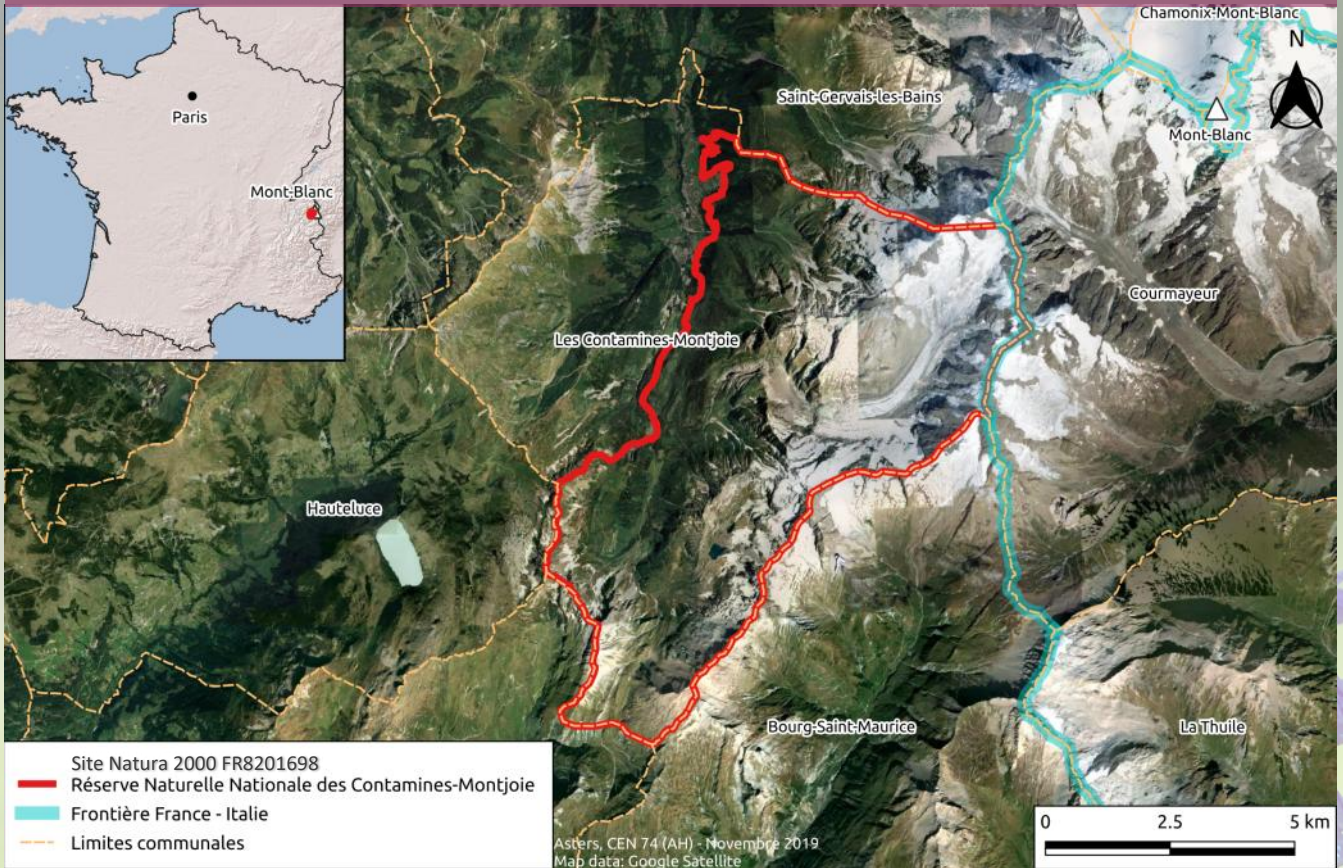 Chamonix-Mont-Blanc
N
Saint-Gervais-les-Bains
Paris
Mont-Blanc
Mont-Blanc
Courmayeur
Les Contamines-Montjoie
Hauteluce
Bourg-Saint-Maurice
La Thuile
Site Natura 2000 FR8201698
Réserve Naturelle Nationale des Contamines-Montjoie
Frontière France - Italie
Limites communales
0 2.5 5 km
Asters, CEN 74 (AH) - Novembre 2019
Map data: Google Satellite